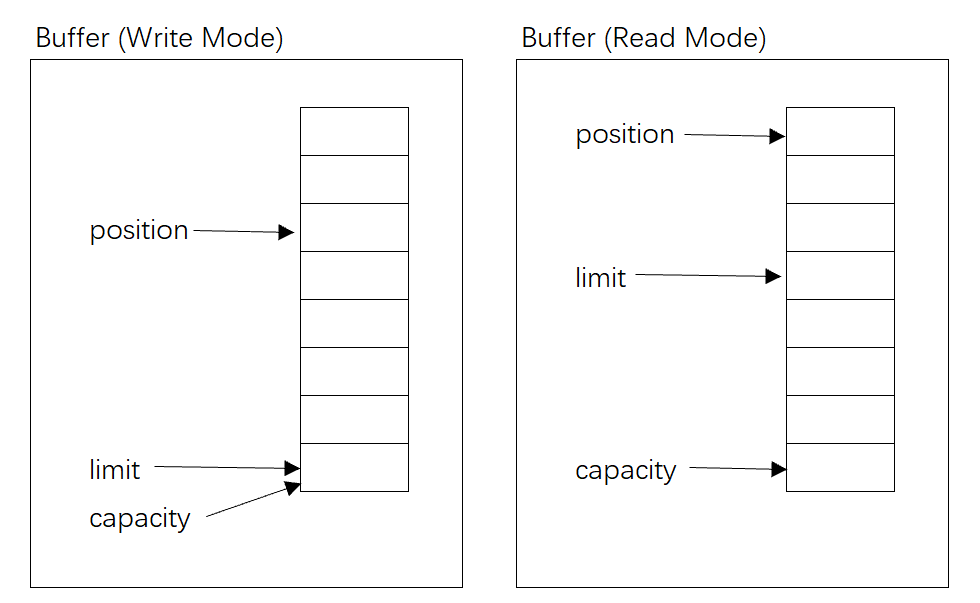 Buffer (Write Mode)
position
limit
capacity
Buffer (Read Mode)
position
limit
capacity